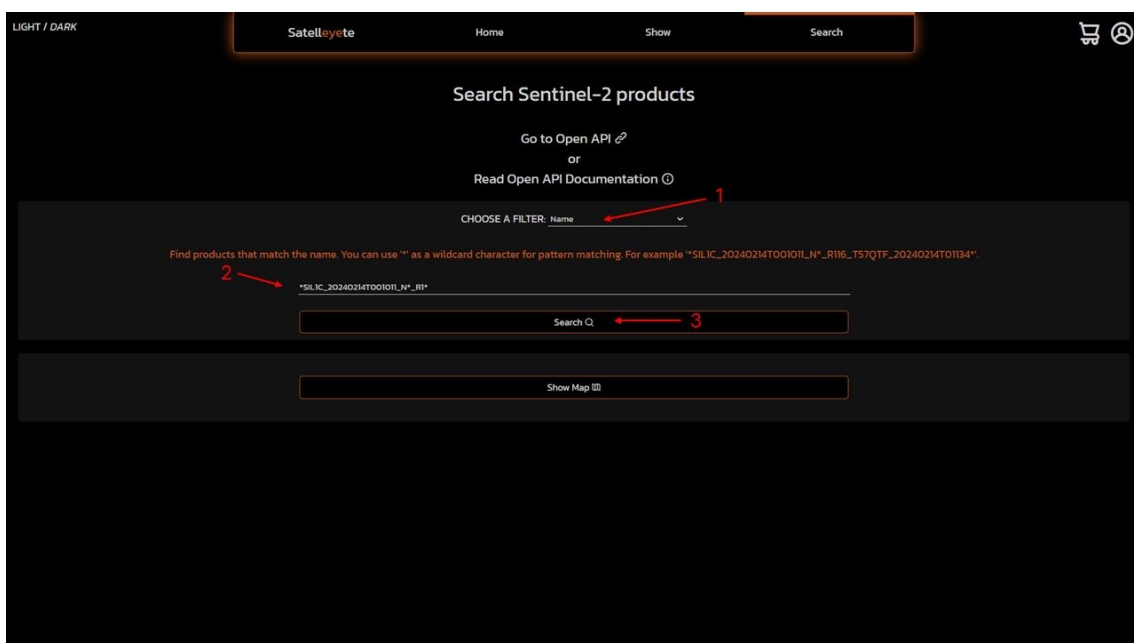 LIGHT / DARK
Satelleyete
Home
Show
Search
Search Sentinel-2 products
Go to Open API
or
Read Open API Documentation
1
CHOOSE A FILTER: Name
Find products that match the name. You can use '*' as a wildcard character for pattern matching. For example '*SIL1C_20240214T001011_N*_R116_T57QTF_20240214T01134*'.
2
*SIL1C_20240214T001011_N*_R1*
Search
3
Show Map